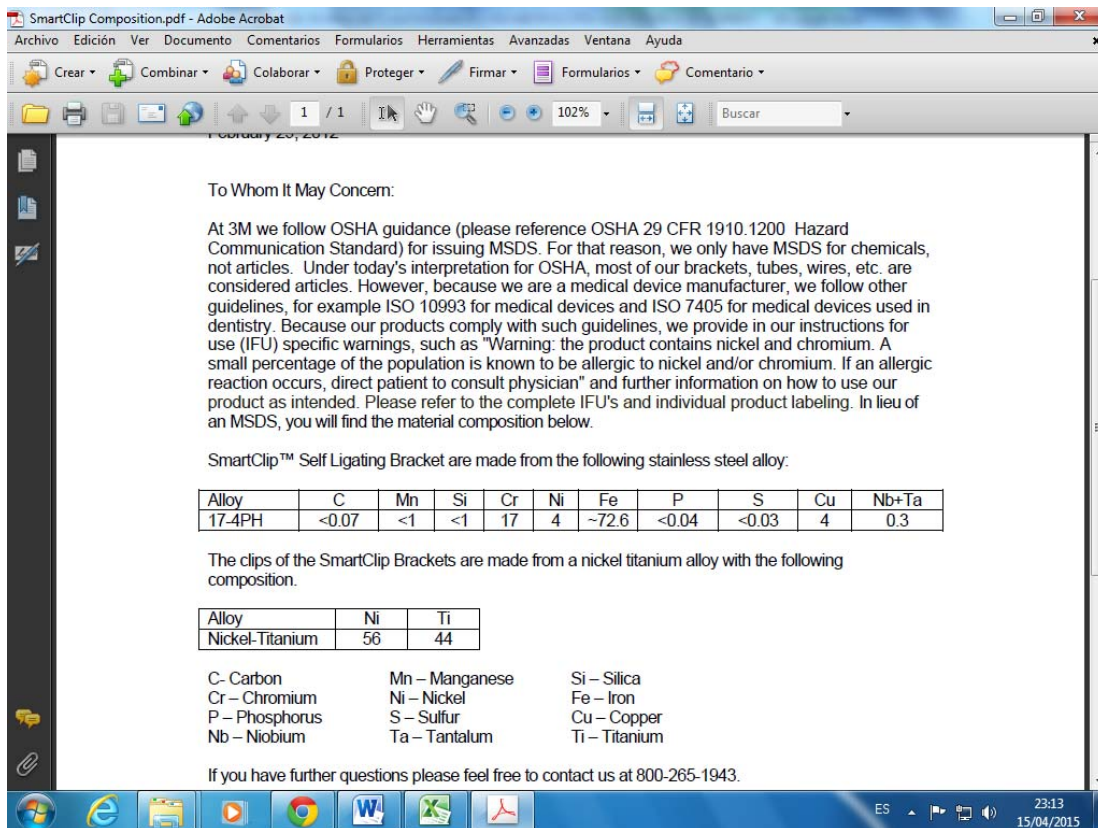 SmartClip Composition.pdf - Adobe Acrobat
Archivo Edición Ver Documento Comentarios Formularios Herramientas Avanzadas Ventana Ayuda
Crear Combinar Colaborar Proteger Firmar Formularios Comentario
1 / 1 102% Buscar
February 23, 2012
To Whom It May Concern:
At 3M we follow OSHA guidance (please reference OSHA 29 CFR 1910.1200 Hazard
Communication Standard) for issuing MSDS. For that reason, we only have MSDS for chemicals,
not articles. Under today's interpretation for OSHA, most of our brackets, tubes, wires, etc. are
considered articles. However, because we are a medical device manufacturer, we follow other
guidelines, for example ISO 10993 for medical devices and ISO 7405 for medical devices used in
dentistry. Because our products comply with such guidelines, we provide in our instructions for
use (IFU) specific warnings, such as "Warning: the product contains nickel and chromium. A
small percentage of the population is known to be allergic to nickel and/or chromium. If an allergic
reaction occurs, direct patient to consult physician" and further information on how to use our
product as intended. Please refer to the complete IFU's and individual product labeling. In lieu of
an MSDS, you will find the material composition below.
SmartClip™ Self Ligating Bracket are made from the following stainless steel alloy:
Alloy C Mn Si Cr Ni Fe P S Cu Nb+Ta
17-4PH <0.07 <1 <1 17 4 ~72.6 <0.04 <0.03 4 0.3
The clips of the SmartClip Brackets are made from a nickel titanium alloy with the following
composition.
Alloy Ni Ti
Nickel-Titanium 56 44
C- Carbon Mn – Manganese Si – Silica
Cr – Chromium Ni – Nickel Fe – Iron
P – Phosphorus S – Sulfur Cu – Copper
Nb – Niobium Ta – Tantalum Ti – Titanium
If you have further questions please feel free to contact us at 800-265-1943.
ES 23:13
15/04/2015